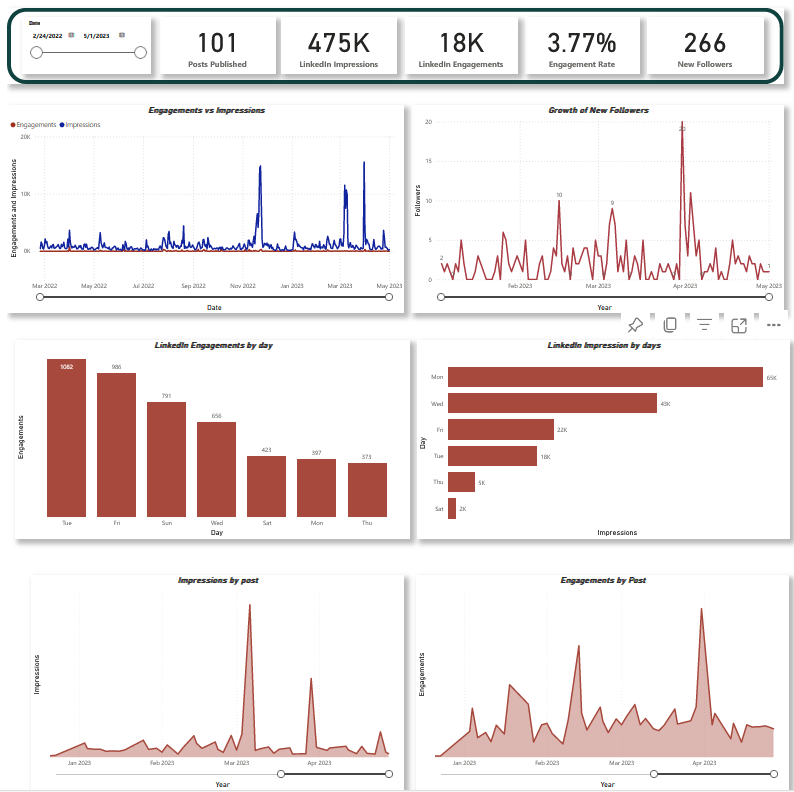 Date
2/24/2022 5/1/2023
101
Posts Published
475K
LinkedIn Impressions
18K
LinkedIn Engagements
3.77%
Engagement Rate
266
New Followers
Engagements vs Impressions
Engagements Impressions
Engagements and Impressions
20K
10K
0K
Mar 2022 May 2022 Jul 2022 Sep 2022 Nov 2022 Jan 2023 Mar 2023 May 2023
Date
Growth of New Followers
Followers
20
15
10
5
0
2
10
9
20
1
Feb 2023 Mar 2023 Apr 2023 May 2023
Year
LinkedIn Engagements by day
Engagements
1082 986 791 656 423 397 373
Tue Fri Sun Wed Sat Mon Thu
Day
LinkedIn Impression by days
Day
Mon 65K
Wed 43K
Fri 22K
Tue 18K
Thu 5K
Sat 2K
Impressions
Impressions by post
Impressions
Jan 2023 Feb 2023 Mar 2023 Apr 2023
Year
Engagements by Post
Engagements
Jan 2023 Feb 2023 Mar 2023 Apr 2023
Year